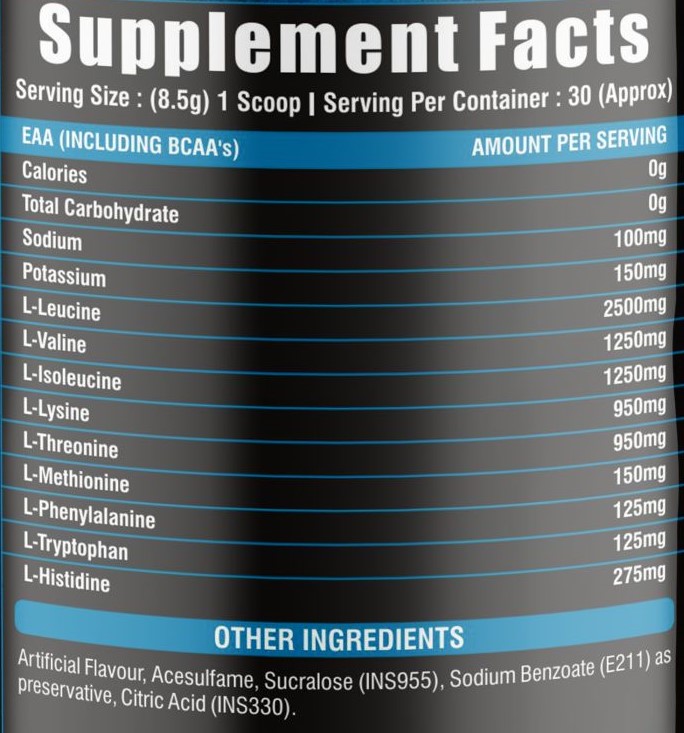 Supplement Facts
Serving Size : (8.5g) 1 Scoop | Serving Per Container : 30 (Approx)
EAA (INCLUDING BCAA's) AMOUNT PER SERVING
Calories 0g
Total Carbohydrate 0g
Sodium 100mg
Potassium 150mg
L-Leucine 2500mg
L-Valine 1250mg
L-Isoleucine 1250mg
L-Lysine 950mg
L-Threonine 950mg
L-Methionine 150mg
L-Phenylalanine 125mg
L-Tryptophan 125mg
L-Histidine 275mg
OTHER INGREDIENTS
Artificial Flavour, Acesulfame, Sucralose (INS955), Sodium Benzoate (E211) as
preservative, Citric Acid (INS330).